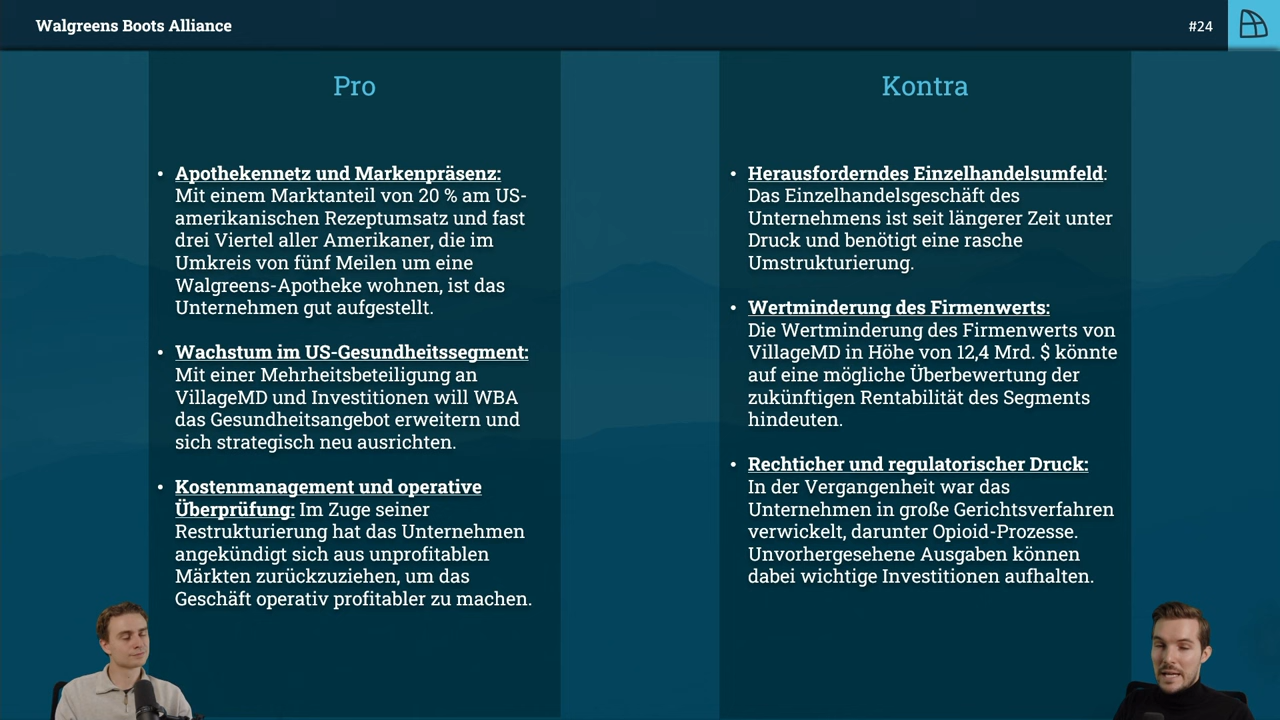 Walgreens Boots Alliance
#24
Pro
• Apothekennetz und Markenpräsenz:
Mit einem Marktanteil von 20 % am US-
amerikanischen Rezeptumsatz und fast
drei Viertel aller Amerikaner, die im
Umkreis von fünf Meilen um eine
Walgreens-Apotheke wohnen, ist das
Unternehmen gut aufgestellt.
• Wachstum im US-Gesundheitssegment:
Mit einer Mehrheitsbeteiligung an
VillageMD und Investitionen will WBA
das Gesundheitsangebot erweitern und
sich strategisch neu ausrichten.
• Kostenmanagement und operative
Überprüfung: Im Zuge seiner
Restrukturierung hat das Unternehmen
angekündigt sich aus unprofitablen
Märkten zurückzuziehen, um das
Geschäft operativ profitabler zu machen.
Kontra
• Herausforderndes Einzelhandelsumfeld:
Das Einzelhandelsgeschäft des
Unternehmens ist seit längerer Zeit unter
Druck und benötigt eine rasche
Umstrukturierung.
• Wertminderung des Firmenwerts:
Die Wertminderung des Firmenwerts von
VillageMD in Höhe von 12,4 Mrd. $ könnte
auf eine mögliche Überbewertung der
zukünftigen Rentabilität des Segments
hindeuten.
• Rechticher und regulatorischer Druck:
In der Vergangenheit war das
Unternehmen in große Gerichtsverfahren
verwickelt, darunter Opioid-Prozesse.
Unvorhergesehene Ausgaben können
dabei wichtige Investitionen aufhalten.